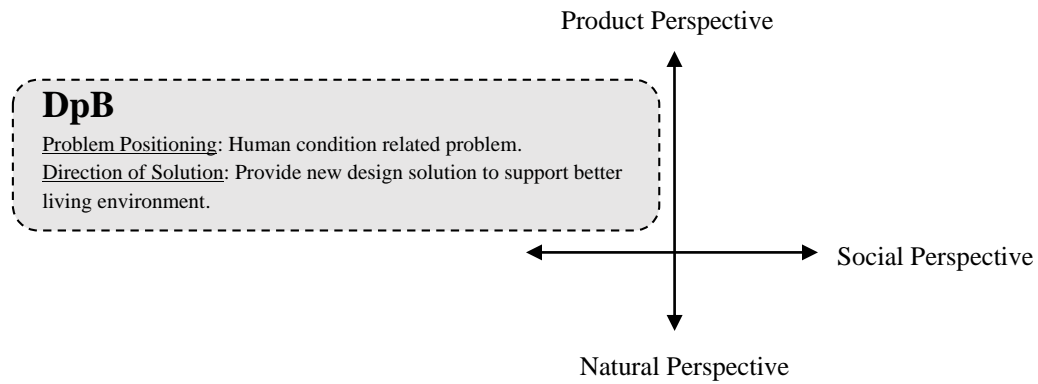 Product Perspective
DpB
Problem Positioning: Human condition related problem.
Direction of Solution: Provide new design solution to support better
living environment.
Social Perspective
Natural Perspective